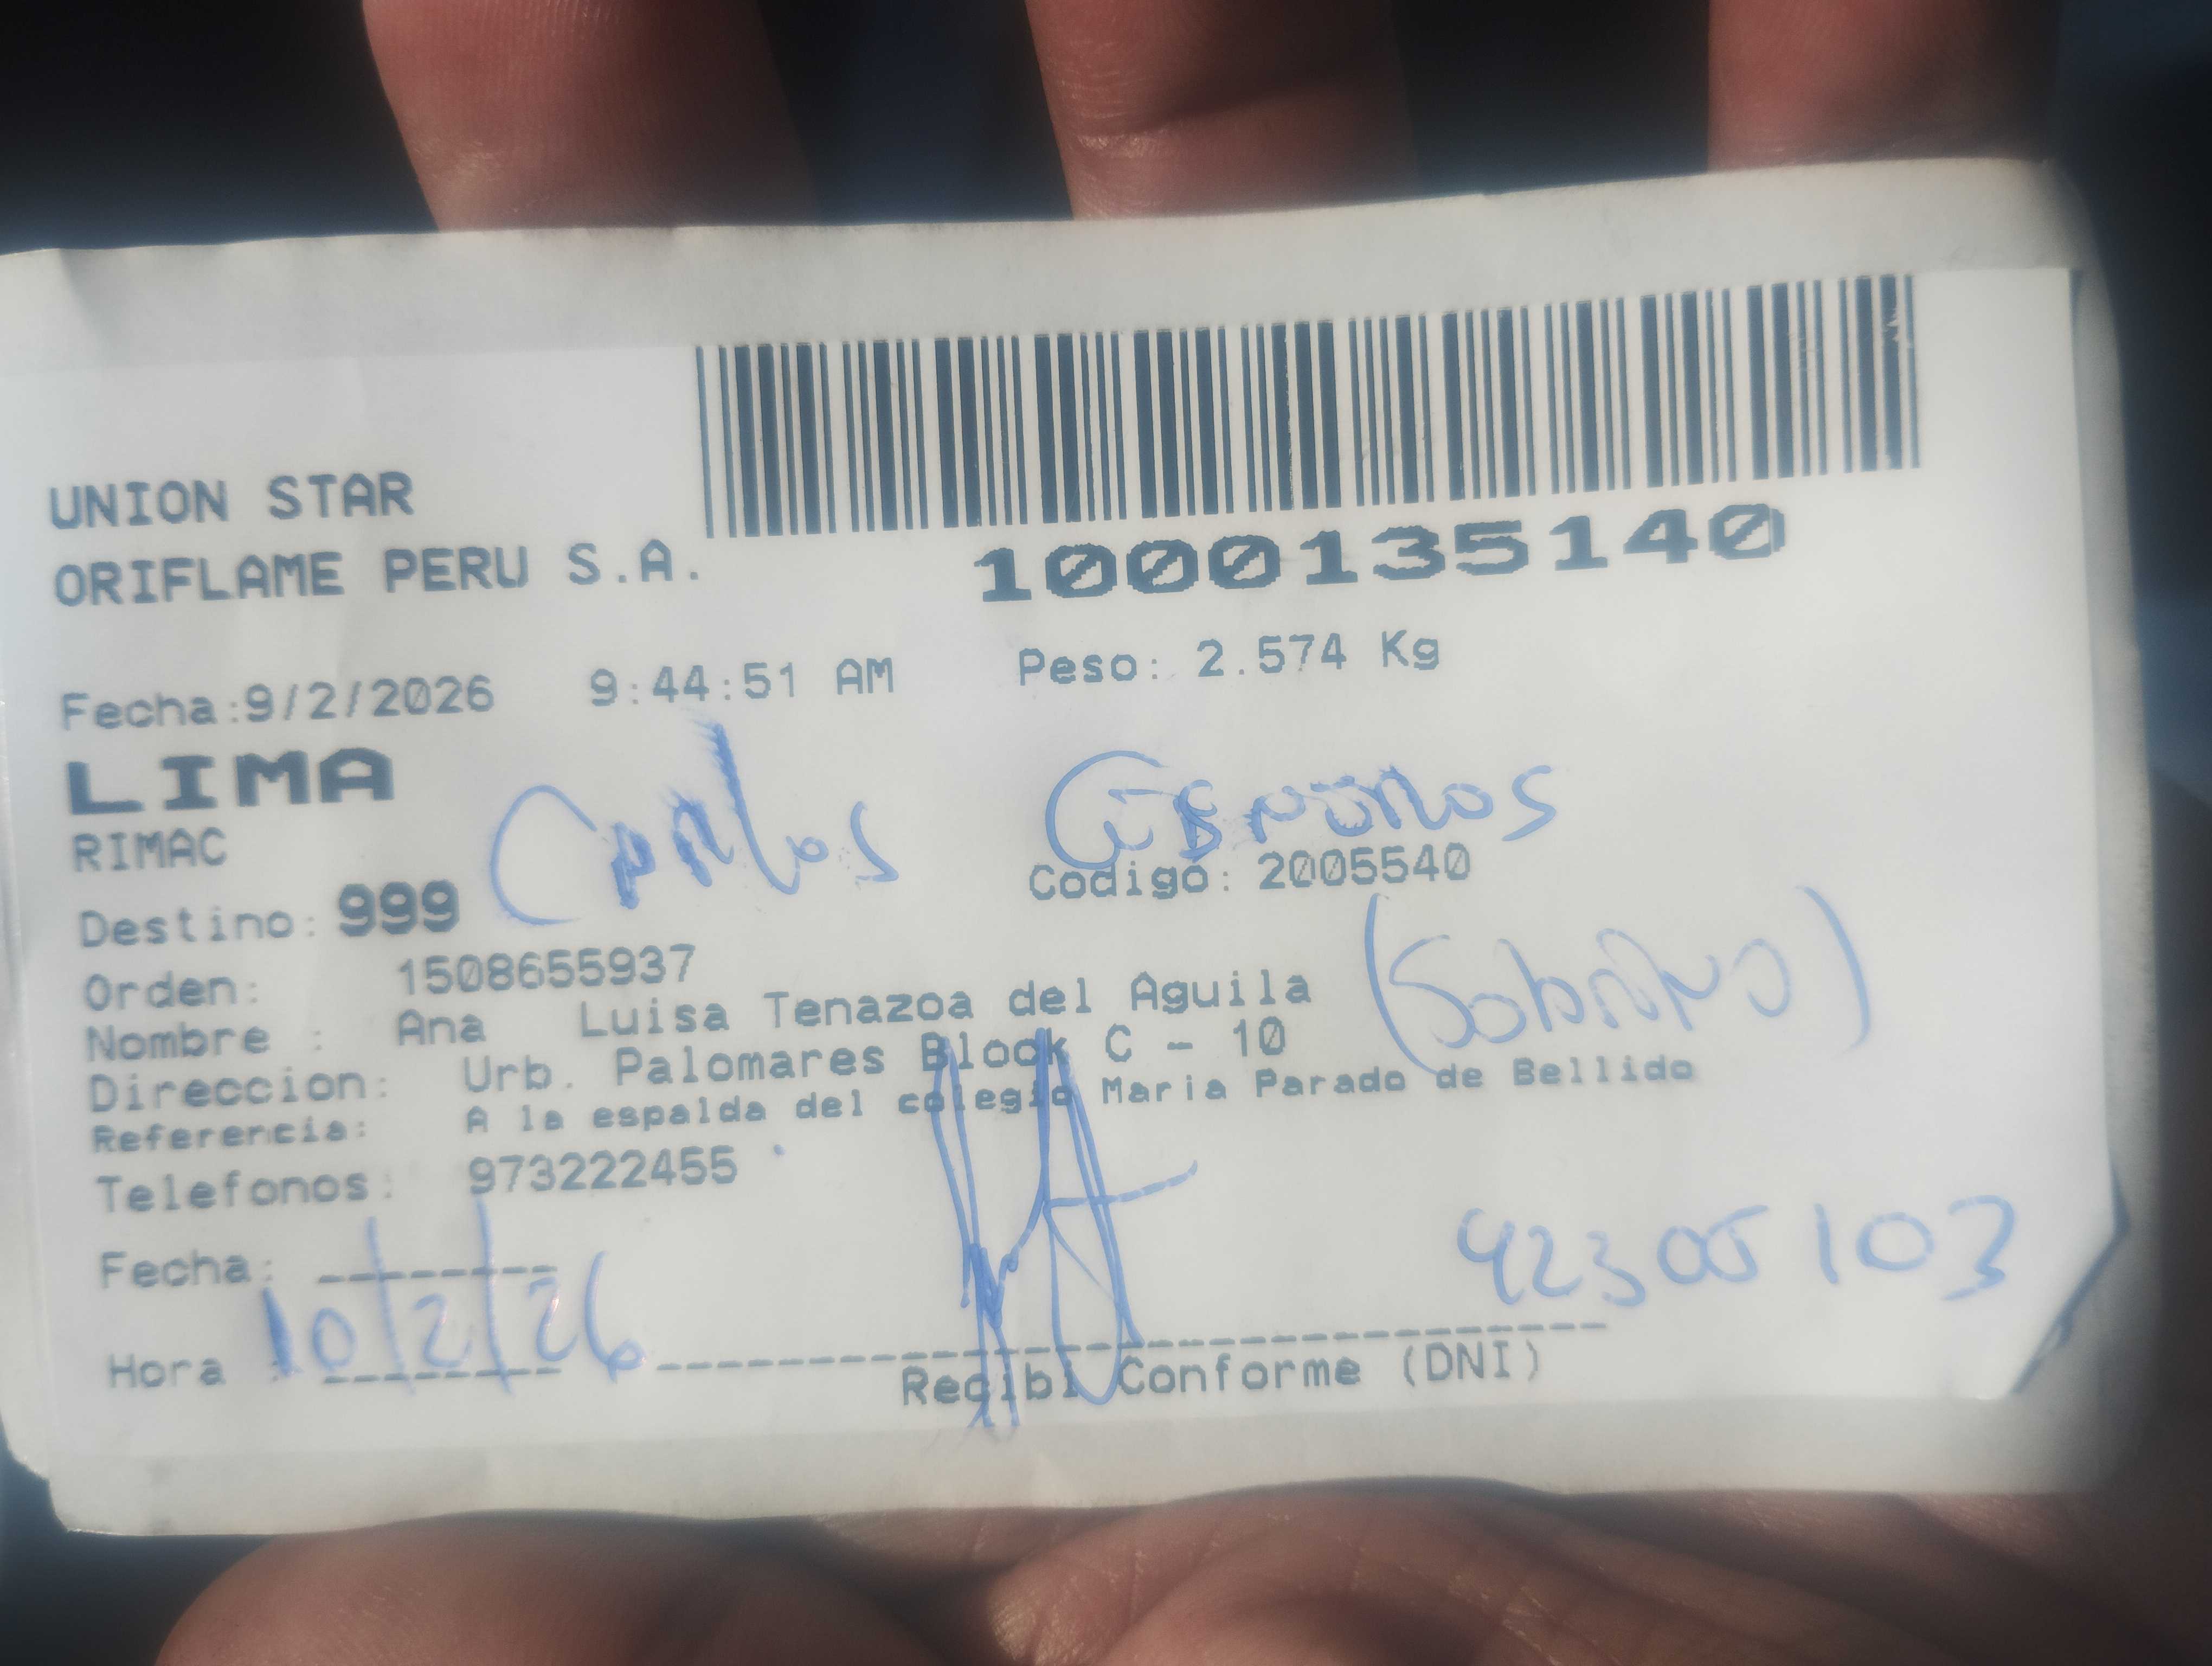 UNION STAR
ORIFLAME PERU S.A.
1000135140
Fecha:9/2/2026 9:44:51 AM Peso: 2.574 Kg
LIMA
RIMAC
Carlos
Destino: 999 Codigo: 2005540
Orden: 1508655937
(Sobrino)
Nombre : Ana Luisa Tenazoa del Aguila
Direccion: Urb. Palomares Block C - 10
Referencia: A la espalda del colegio Maria Parado de Bellido
Telefonos: 973222455
Fecha:
10/2/26
42305103
Hora :
Recibi Conforme (DNI)